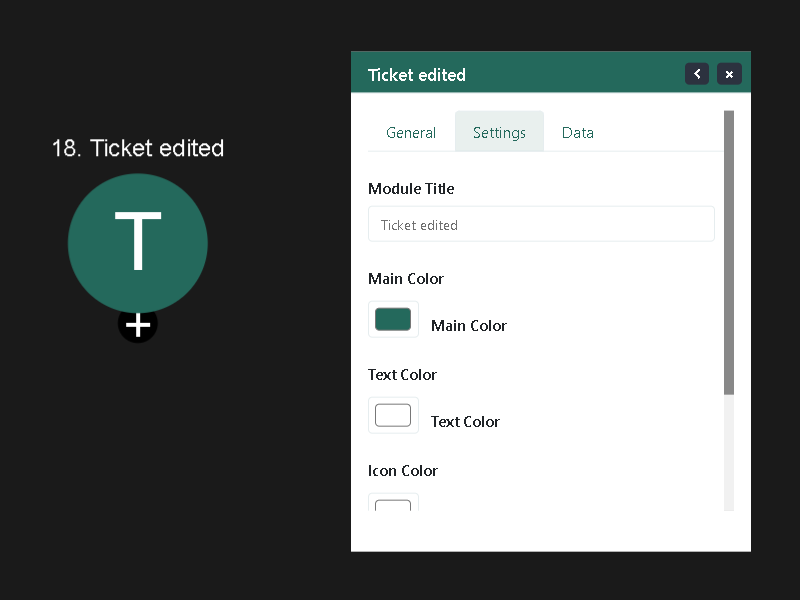 18. Ticket edited
T
Ticket edited
General Settings Data
Module Title
Ticket edited
Main Color
Main Color
Text Color
Text Color
Icon Color